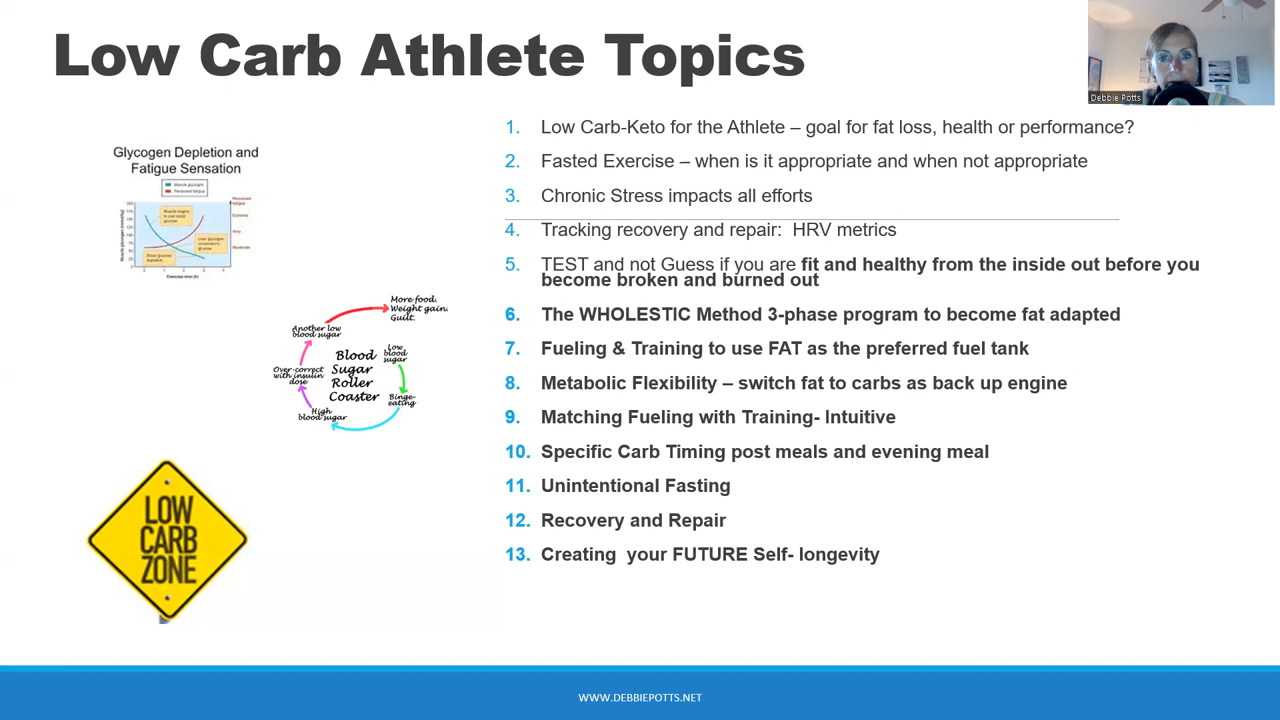 Low Carb Athlete Topics
Debbie Potts
Glycogen Depletion and
Fatigue Sensation
Muscle glycogen
Perceived fatigue
Exercise time (h)
More food.
Weight gain.
Guilt.
Another low
blood sugar
Low
blood
sugar
Blood
Sugar
Roller
Coaster
Over-correct
with insulin
dose
Binge-
eating
High
blood sugar
LOW
CARB
ZONE
1. Low Carb-Keto for the Athlete – goal for fat loss, health or performance?
2. Fasted Exercise – when is it appropriate and when not appropriate
3. Chronic Stress impacts all efforts
4. Tracking recovery and repair: HRV metrics
5. TEST and not Guess if you are fit and healthy from the inside out before you
become broken and burned out
6. The WHOLESTIC Method 3-phase program to become fat adapted
7. Fueling & Training to use FAT as the preferred fuel tank
8. Metabolic Flexibility – switch fat to carbs as back up engine
9. Matching Fueling with Training- Intuitive
10. Specific Carb Timing post meals and evening meal
11. Unintentional Fasting
12. Recovery and Repair
13. Creating your FUTURE Self- longevity
WWW.DEBBIEPOTTS.NET